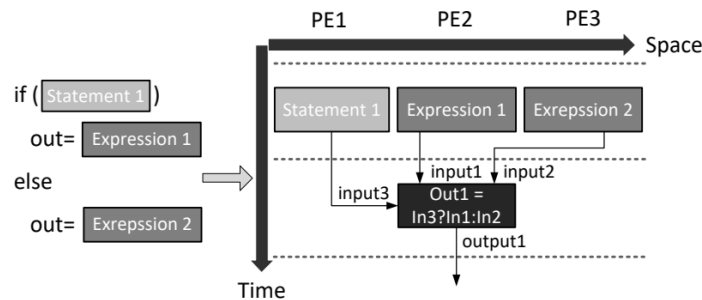 PE1 PE2 PE3
Space
if (Statement 1)
out= Expression 1
else
out= Exrepssion 2
Statement 1 Expression 1 Exrepssion 2
input1 input2
input3
Out1 =
In3?In1:In2
output1
Time